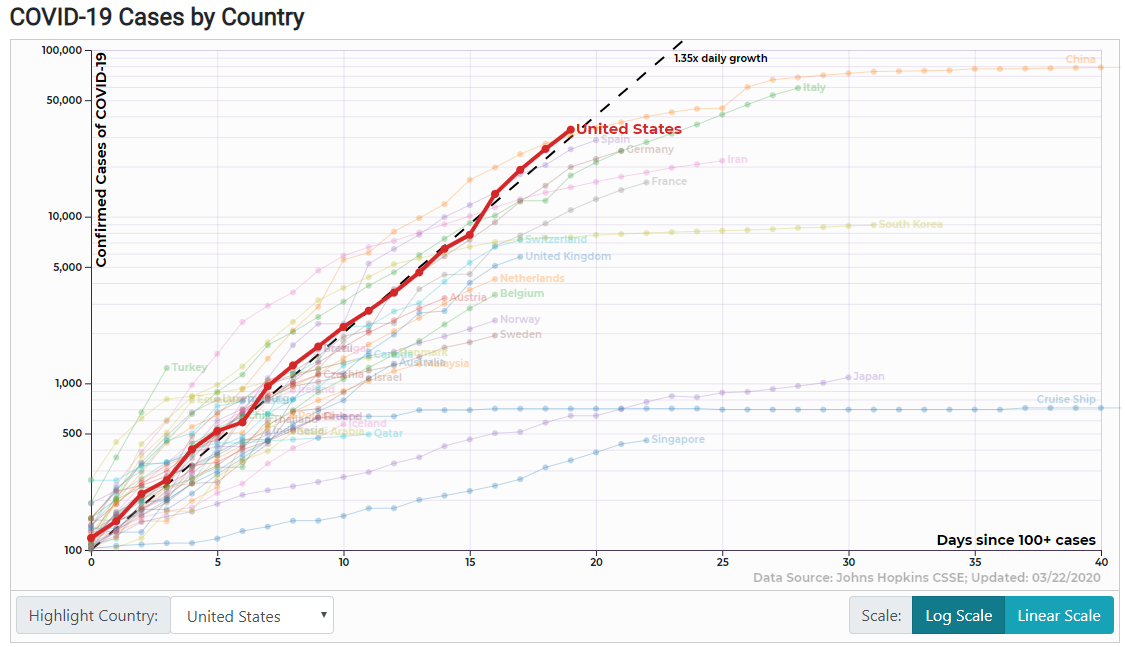 COVID-19 Cases by Country
100,000
50,000
10,000
5,000
1,000
500
100
Confirmed Cases of COVID-19
1.35x daily growth
China
Italy
United States
Spain
Germany
Iran
France
South Korea
Switzerland
United Kingdom
Netherlands
Belgium
Austria
Norway
Sweden
Denmark
Malaysia
Australia
Turkey
Czechia
Israel
Japan
Ireland
Cruise Ship
Iceland
Qatar
Singapore
Days since 100+ cases
0 5 10 15 20 25 30 35 40
Data Source: Johns Hopkins CSSE; Updated: 03/22/2020
Highlight Country: United States Scale: Log Scale Linear Scale